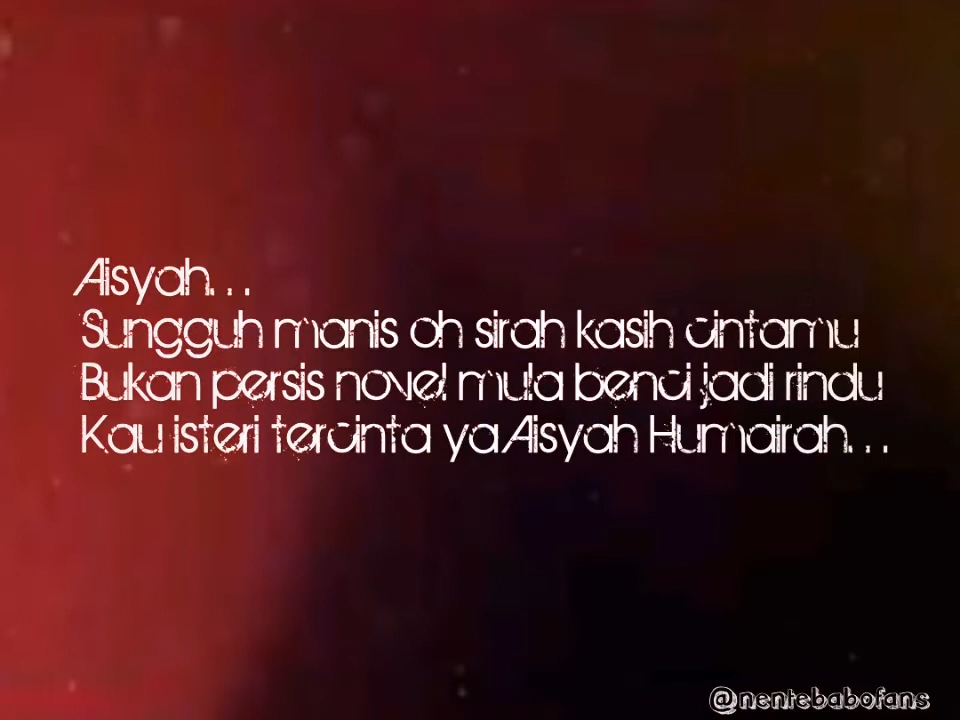 Aisyah...
Sungguh manis oh sirah kasih cintamu
Bukan persis novel mula benci jadi rindu
Kau isteri tercinta ya Aisyah Humairah...
@nentebabofans